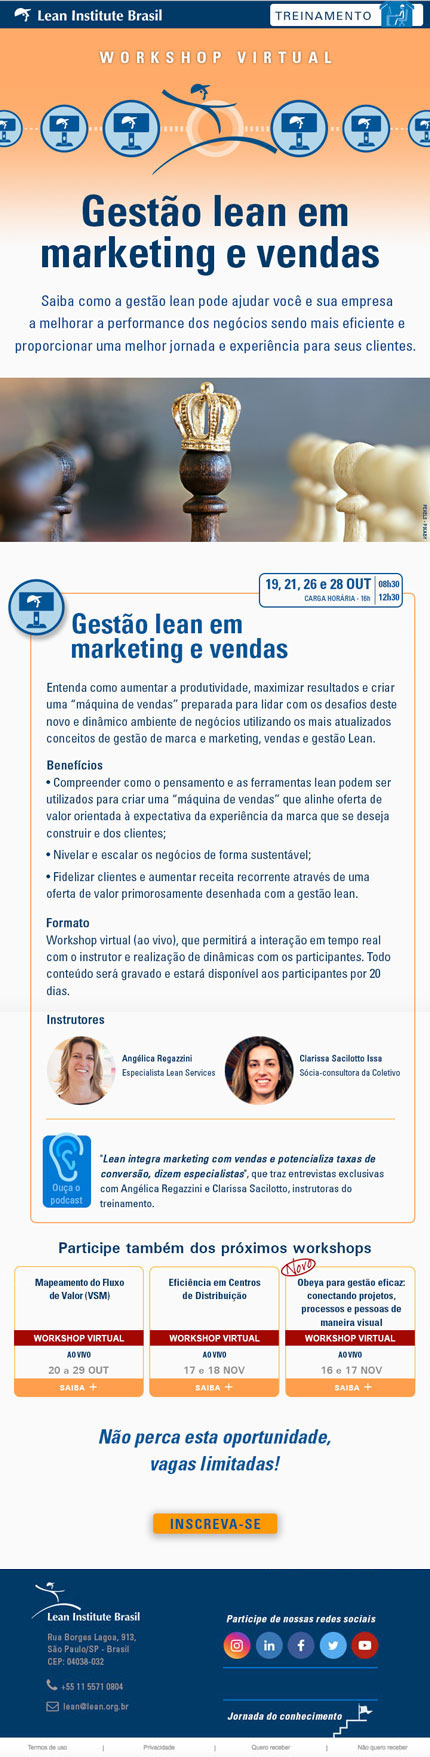 Lean Institute Brasil
TREINAMENTO
WORKSHOP VIRTUAL
Gestão lean em
marketing e vendas
Saiba como a gestão lean pode ajudar você e sua empresa
a melhorar a performance dos negócios sendo mais eficiente e
proporcionar uma melhor jornada e experiência para seus clientes.
19, 21, 26 e 28 OUT
CARGA HORÁRIA - 16h
08h30
12h30
Gestão lean em
marketing e vendas
Entenda como aumentar a produtividade, maximizar resultados e criar
uma “máquina de vendas” preparada para lidar com os desafios deste
novo e dinâmico ambiente de negócios utilizando os mais atualizados
conceitos de gestão de marca e marketing, vendas e gestão Lean.
Benefícios
• Compreender como o pensamento e as ferramentas lean podem ser
utilizados para criar uma “máquina de vendas” que alinhe oferta de
valor orientada à expectativa da experiência da marca que se deseja
construir e dos clientes;
• Nivelar e escalar os negócios de forma sustentável;
• Fidelizar clientes e aumentar receita recorrente através de uma
oferta de valor primorosamente desenhada com a gestão lean.
Formato
Workshop virtual (ao vivo), que permitirá a interação em tempo real
com o instrutor e realização de dinâmicas com os participantes. Todo
conteúdo será gravado e estará disponível aos participantes por 20
dias.
Instrutores
Angélica Regazzini
Especialista Lean Services
Clarissa Sacilotto Issa
Sócia-consultora da Coletivo
Ouça o
podcast
"Lean integra marketing com vendas e potencializa taxas de
conversão, dizem especialistas", que traz entrevistas exclusivas
com Angélica Regazzini e Clarissa Sacilotto, instrutoras do
treinamento.
Participe também dos próximos workshops
Mapeamento do Fluxo
de Valor (VSM)
WORKSHOP VIRTUAL
AO VIVO
20 a 29 OUT
SAIBA +
Eficiência em Centros
de Distribuição
WORKSHOP VIRTUAL
AO VIVO
17 e 18 NOV
SAIBA +
Novo
Obeya para gestão eficaz:
conectando projetos,
processos e pessoas de
maneira visual
WORKSHOP VIRTUAL
AO VIVO
16 e 17 NOV
SAIBA +
Não perca esta oportunidade,
vagas limitadas!
INSCREVA-SE
Lean Institute Brasil
Rua Borges Lagoa, 913,
São Paulo/SP - Brasil
CEP: 04038-032
+55 11 5571 0804
lean@lean.org.br
Participe de nossas redes sociais
Jornada do conhecimento
Termos de uso | Privacidade | Quero receber | Não quero receber